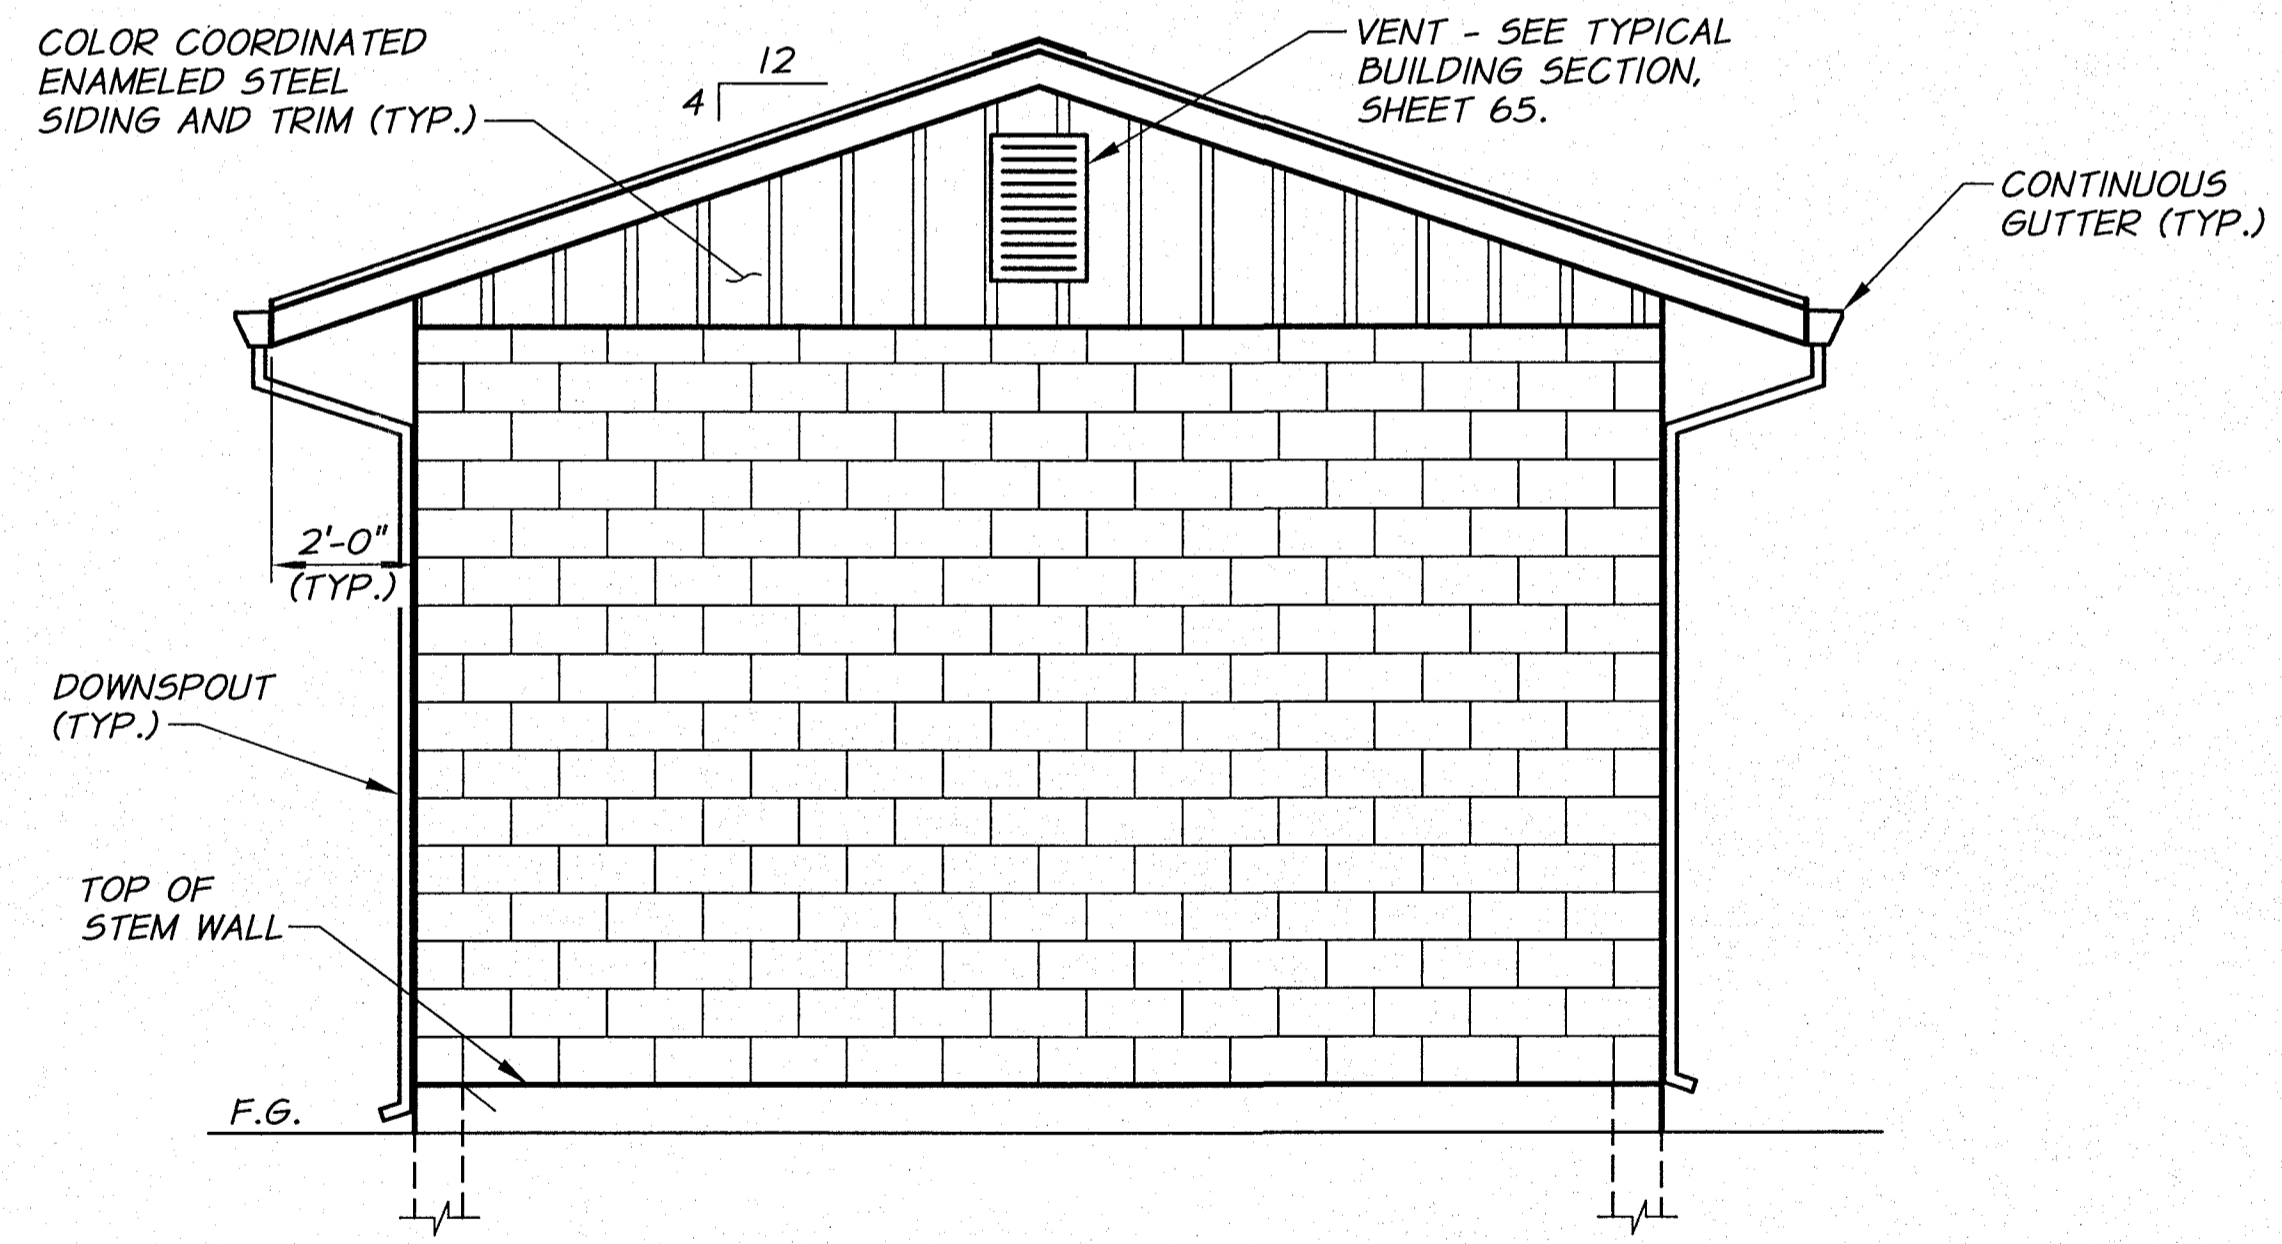 COLOR COORDINATED
ENAMELED STEEL
SIDING AND TRIM (TYP.)
12
4
VENT - SEE TYPICAL
BUILDING SECTION,
SHEET 65.
CONTINUOUS
GUTTER (TYP.)
2'-0"
(TYP.)
DOWNSPOUT
(TYP.)
TOP OF
STEM WALL
F.G.